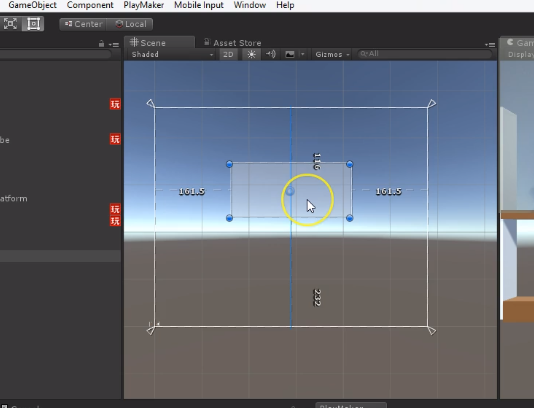 GameObject Component PlayMaker Mobile Input Window Help
Center Local
Scene Asset Store Gam
Shaded 2D Gizmos All Display
玩
be 玩
atform
玩
玩
116
161.5 161.5
232
PlayMaker